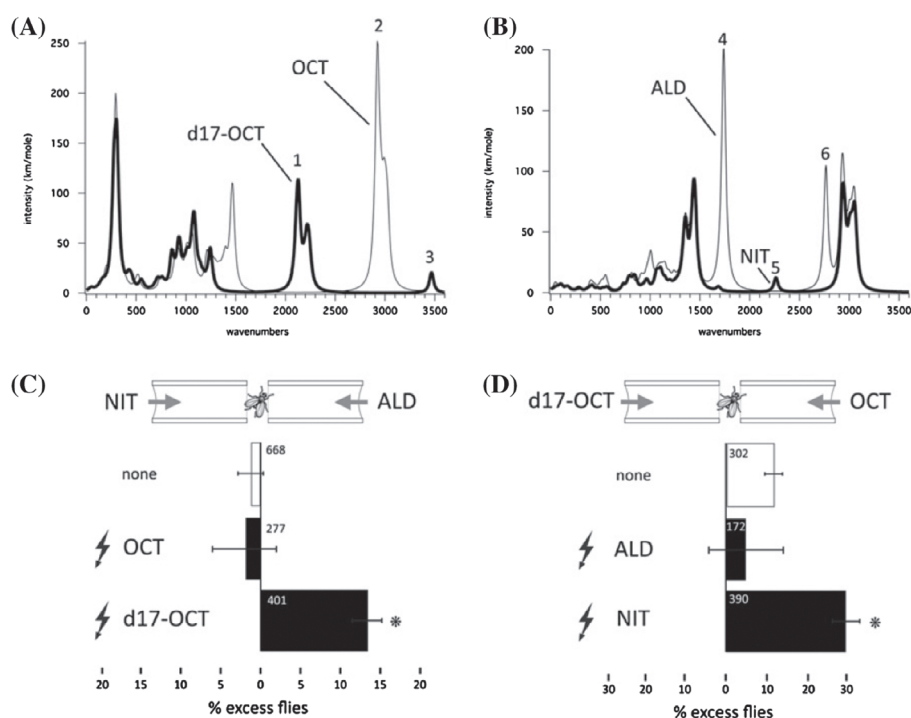 (A)
250
200
150
100
50
0
intensity (km/mole)
0 500 1000 1500 2000 2500 3000 3500
wavenumbers
OCT
d17-OCT
1
2
3
(B)
200
150
100
50
0
intensity (km/mole)
0 500 1000 1500 2000 2500 3000 3500
wavenumbers
ALD
NIT
4
5
6
(C)
NIT ALD
none 668
OCT 277
d17-OCT 401 *
20 15 10 5 0 5 10 15 20
% excess flies
(D)
d17-OCT OCT
none 302
ALD 172
NIT 390 *
30 20 10 0 10 20 30
% excess flies